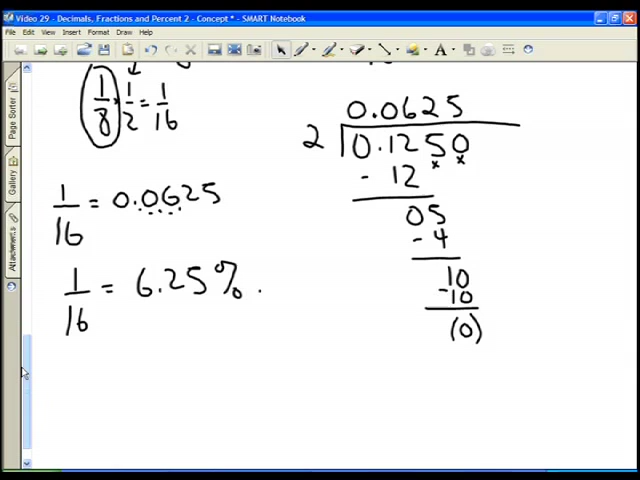 Video 29 - Decimals, Fractions and Percent 2 - Concept * - SMART Notebook
File Edit View Insert Format Draw Help
Page Sorter
Gallery
Attachments
1/8 · 1/2 = 1/16
1/16 = 0.0625
1/16 = 6.25% .
0.0625
2 0.1250
x x
- 12
05
- 4
10
-10
(0)